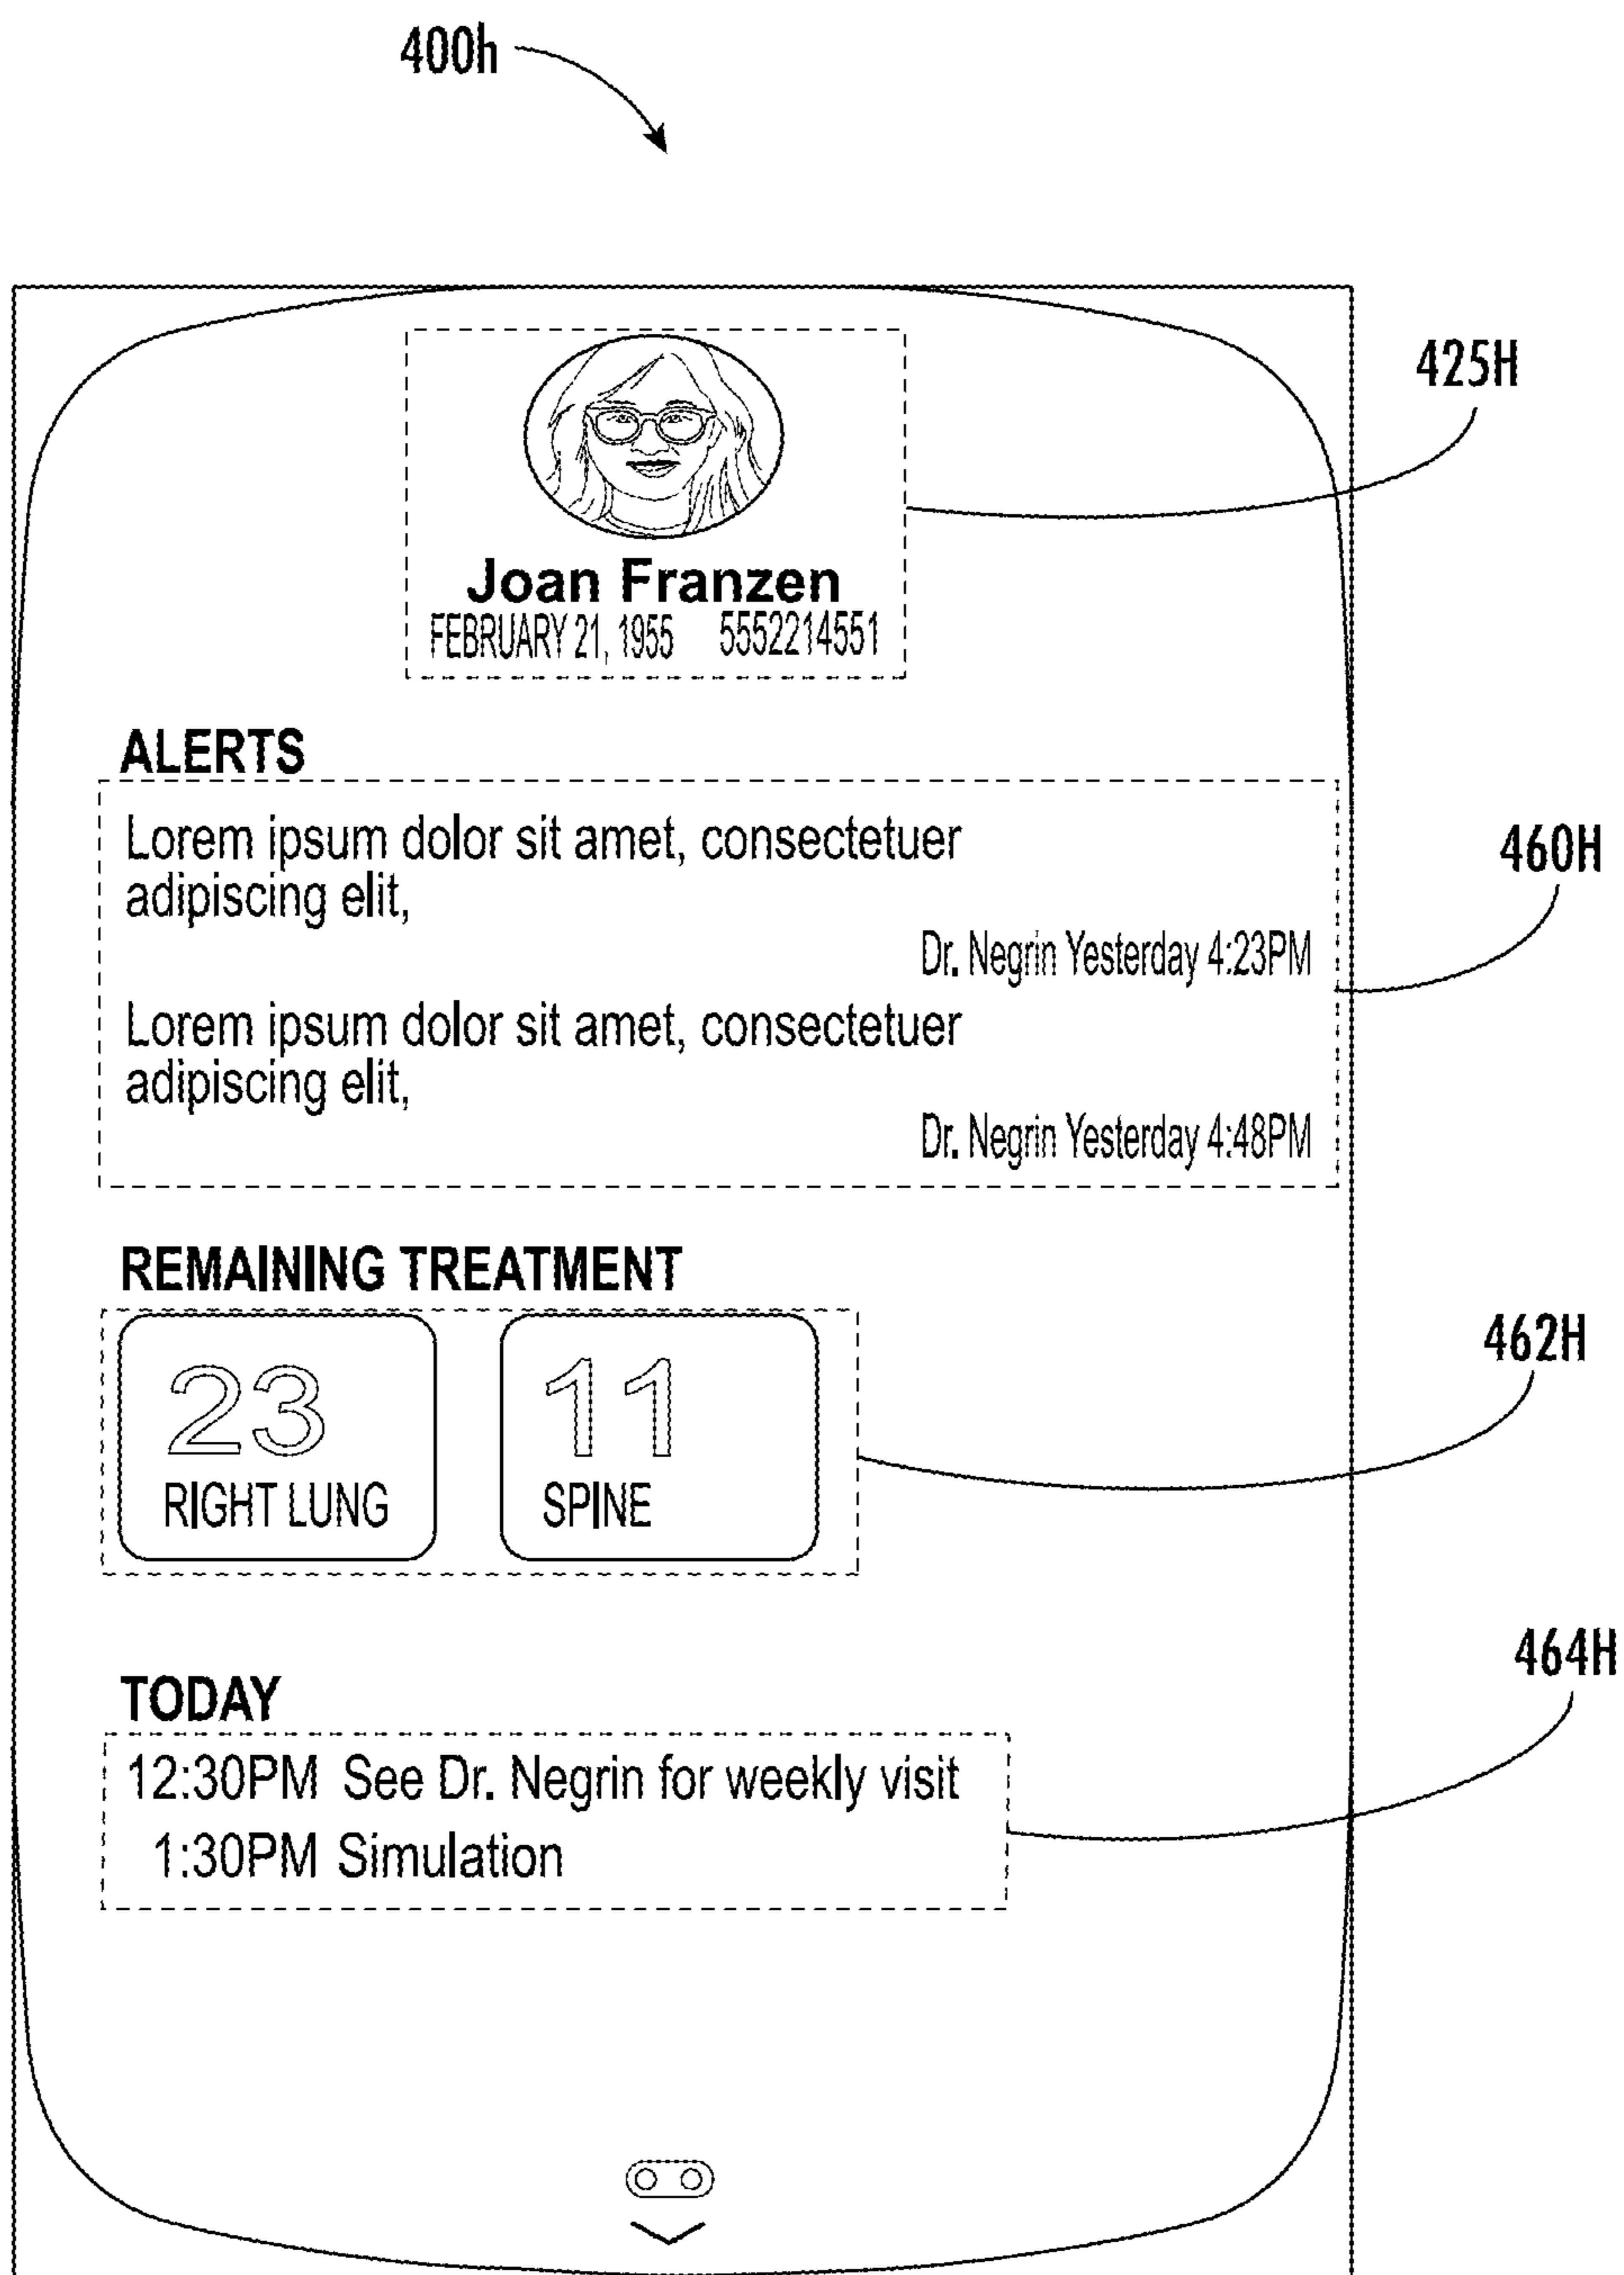 400h
425H
Joan Franzen
FEBRUARY 21, 1955 5552214551
ALERTS
Lorem ipsum dolor sit amet, consectetuer
adipiscing elit,
460H
Dr. Negrin Yesterday 4:23PM
Lorem ipsum dolor sit amet, consectetuer
adipiscing elit,
Dr. Negrin Yesterday 4:48PM
REMAINING TREATMENT
462H
23 11
RIGHT LUNG SPINE
464H
TODAY
12:30PM See Dr. Negrin for weekly visit
1:30PM Simulation